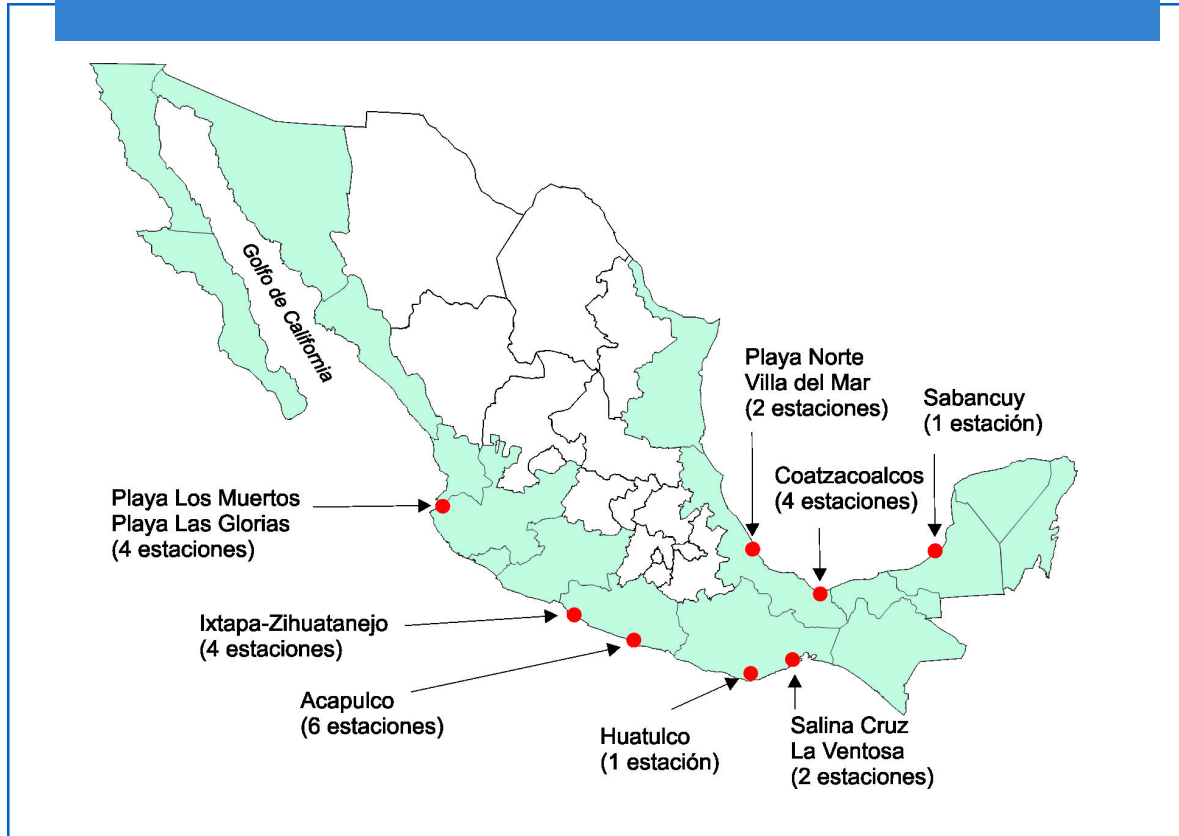 Golfo de California
Playa Norte
Villa del Mar
(2 estaciones)
Sabancuy
(1 estación)
Coatzacoalcos
(4 estaciones)
Playa Los Muertos
Playa Las Glorias
(4 estaciones)
Ixtapa-Zihuatanejo
(4 estaciones)
Acapulco
(6 estaciones)
Huatulco
(1 estación)
Salina Cruz
La Ventosa
(2 estaciones)